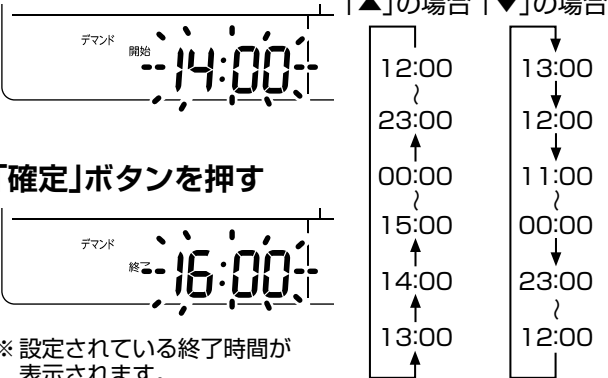 「▲」の場合
「▼」の場合
デマンド
開始
14:00
「確定」ボタンを押す
デマンド
終了
16:00
※ 設定されている終了時間が
表示されます。
12:00
〜
23:00
00:00
〜
15:00
14:00
13:00
13:00
12:00
11:00
〜
00:00
23:00
〜
12:00